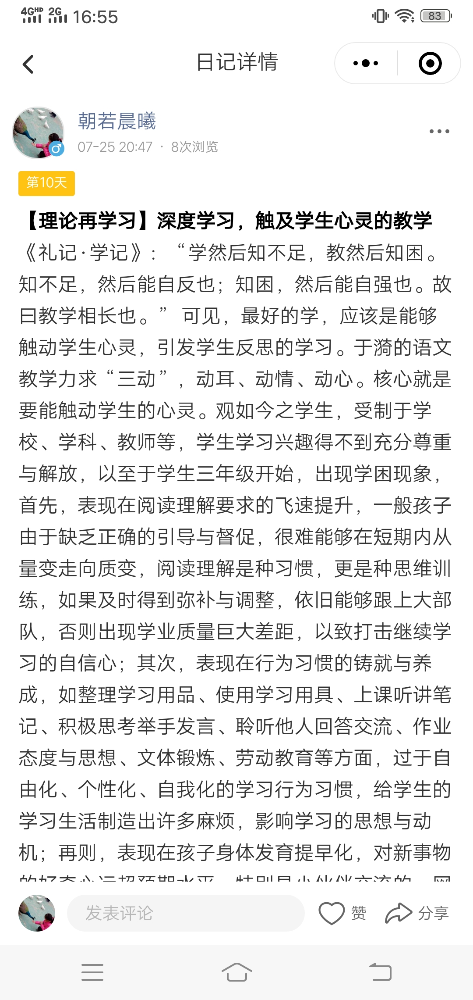 4GHD 2G 16:55 83
日记详情
朝若晨曦
07-25 20:47 · 8次浏览
第10天
【理论再学习】深度学习，触及学生心灵的教学
《礼记·学记》：“学然后知不足，教然后知困。
知不足，然后能自反也；知困，然后能自强也。故
曰教学相长也。” 可见，最好的学，应该是能够
触动学生心灵，引发学生反思的学习。于漪的语文
教学力求“三动”，动耳、动情、动心。核心就是
要能触动学生的心灵。观如今之学生，受制于学
校、学科、教师等，学生学习兴趣得不到充分尊重
与解放，以至于学生三年级开始，出现学困现象，
首先，表现在阅读理解要求的飞速提升，一般孩子
由于缺乏正确的引导与督促，很难能够在短期内从
量变走向质变，阅读理解是种习惯，更是种思维训
练，如果及时得到弥补与调整，依旧能够跟上大部
队，否则出现学业质量巨大差距，以致打击继续学
习的自信心；其次，表现在行为习惯的铸就与养
成，如整理学习用品、使用学习用具、上课听讲笔
记、积极思考举手发言、聆听他人回答交流、作业
态度与思想、文体锻炼、劳动教育等方面，过于自
由化、个性化、自我化的学习行为习惯，给学生的
学习生活制造出许多麻烦，影响学习的思想与动
机；再则，表现在孩子身体发育提早化，对新事物
的好奇心远超预期水平，特别是小伙伴交流的、网
发表评论 赞 分享